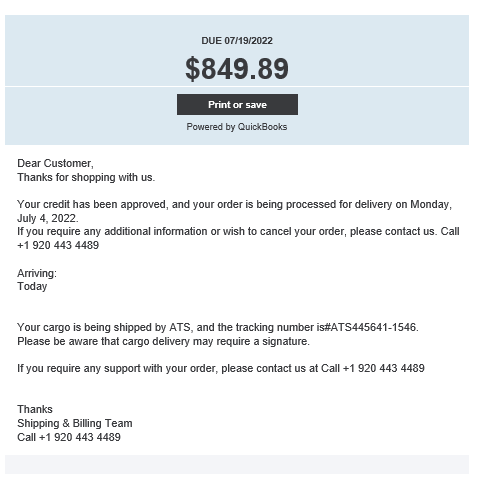 DUE 07/19/2022
$849.89
Print or save
Powered by QuickBooks
Dear Customer,
Thanks for shopping with us.
Your credit has been approved, and your order is being processed for delivery on Monday,
July 4, 2022.
If you require any additional information or wish to cancel your order, please contact us. Call
+1 920 443 4489
Arriving:
Today
Your cargo is being shipped by ATS, and the tracking number is#ATS445641-1546.
Please be aware that cargo delivery may require a signature.
If you require any support with your order, please contact us at Call +1 920 443 4489
Thanks
Shipping & Billing Team
Call +1 920 443 4489